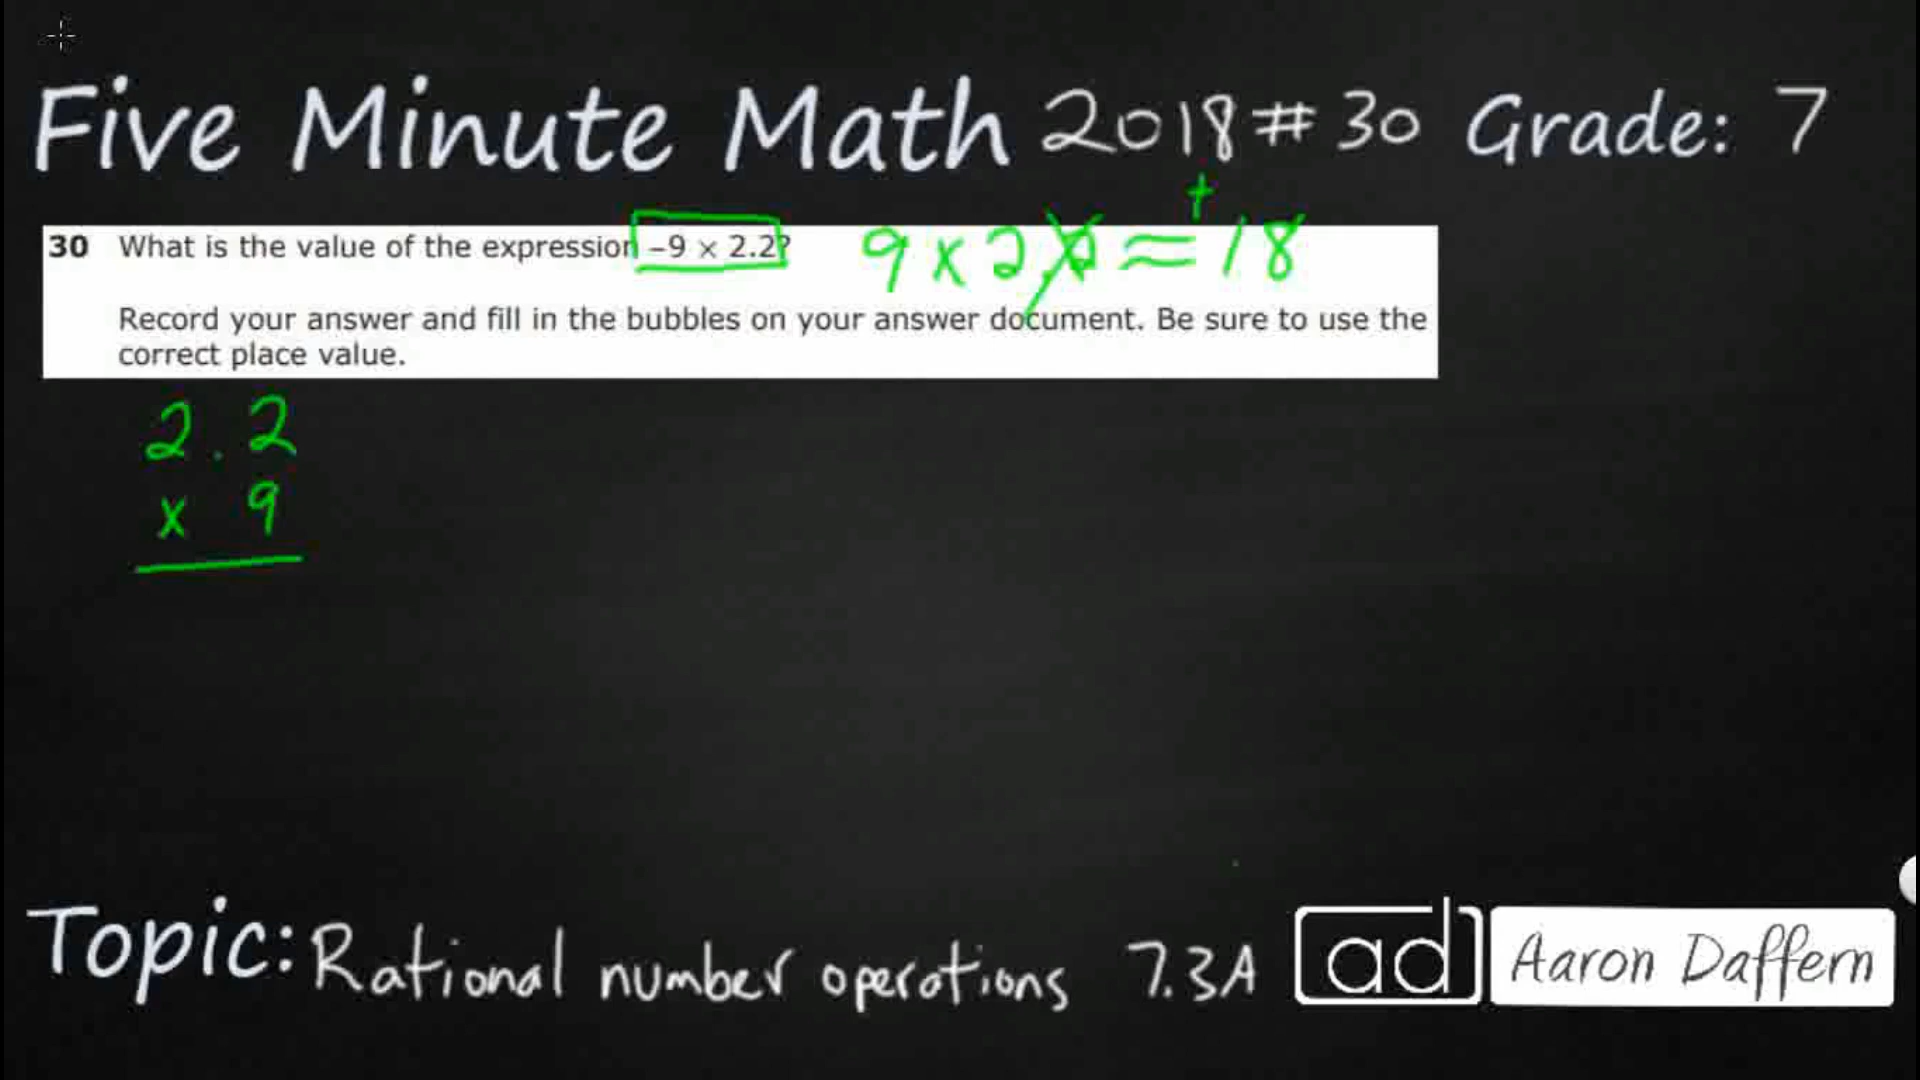 Five Minute Math 2018 # 30 Grade: 7
30 What is the value of the expression −9 × 2.2?
9 × 2.2 ≈ 18
+
Record your answer and fill in the bubbles on your answer document. Be sure to use the
correct place value.
2.2
x 9
Topic: Rational number operations 7.3A
ad Aaron Daffern